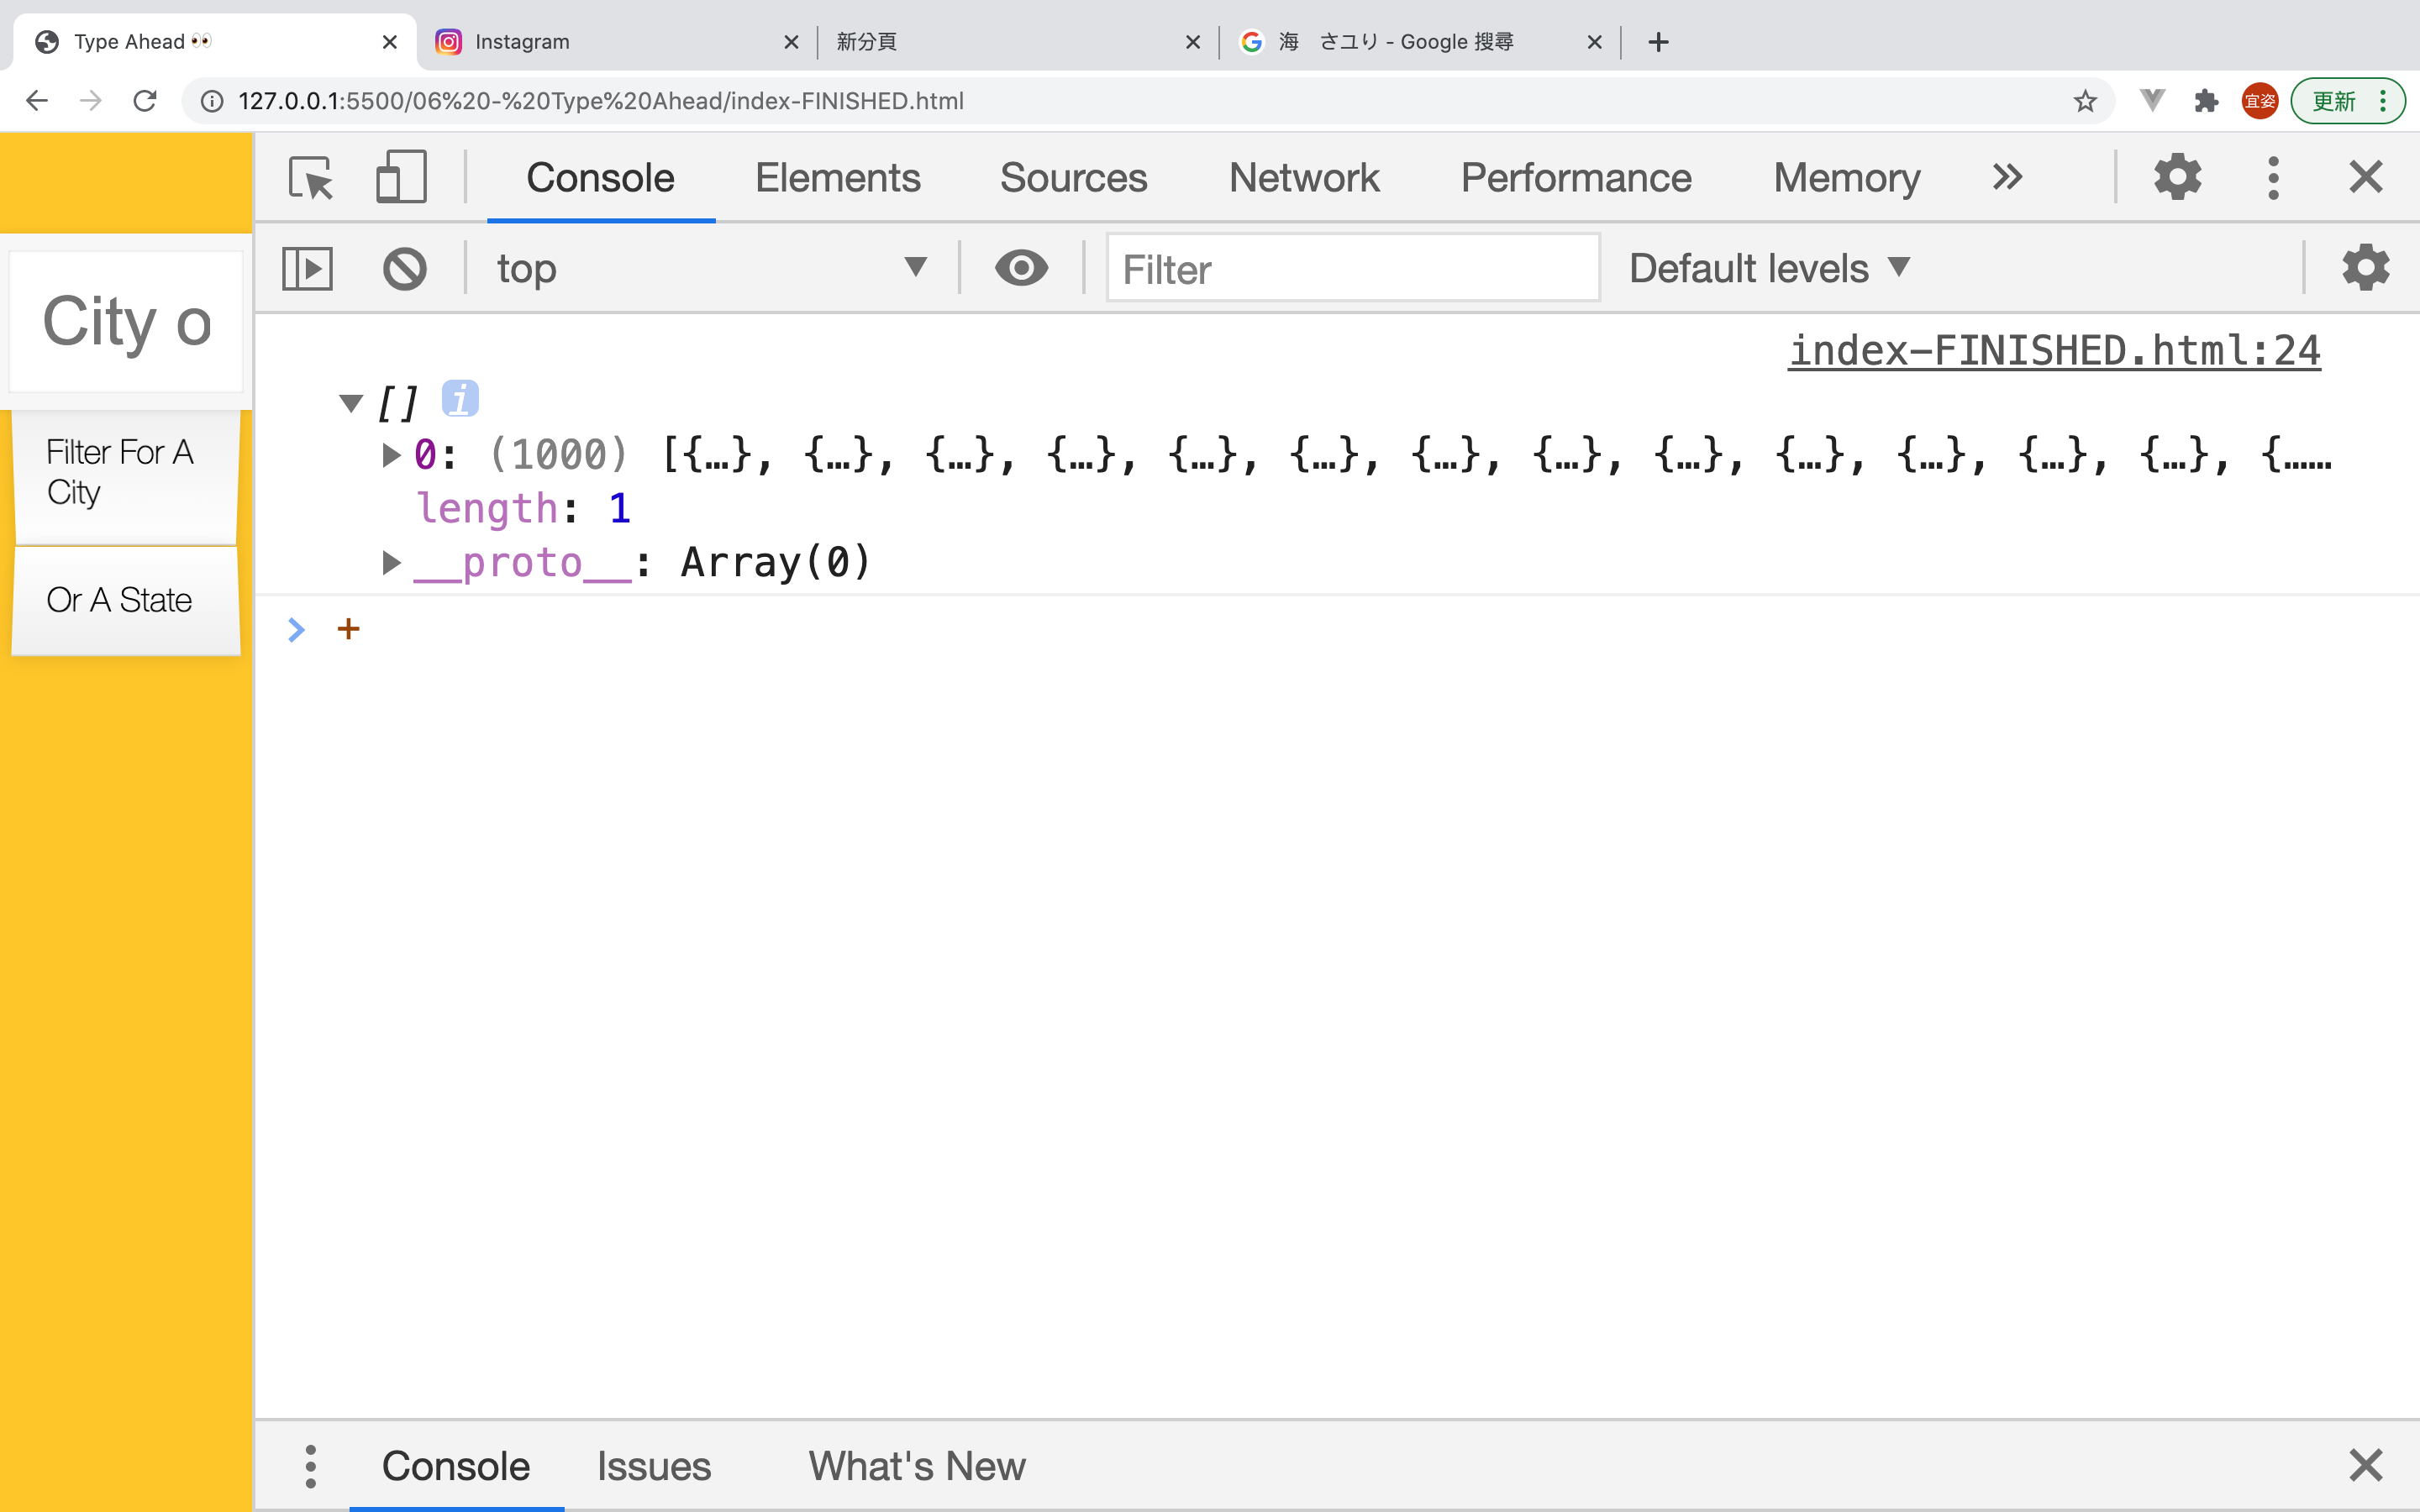 Type Ahead 👀
Instagram
新分頁
海　さユり - Google 搜尋
127.0.0.1:5500/06%20-%20Type%20Ahead/index-FINISHED.html
宜姿
更新
Console Elements Sources Network Performance Memory
top
Filter
Default levels
City o
Filter For A
City
Or A State
index-FINISHED.html:24
[] i
0: (1000) [{…}, {…}, {…}, {…}, {…}, {…}, {…}, {…}, {…}, {…}, {…}, {…}, {…}, {……
length: 1
__proto__: Array(0)
+
Console Issues What's New